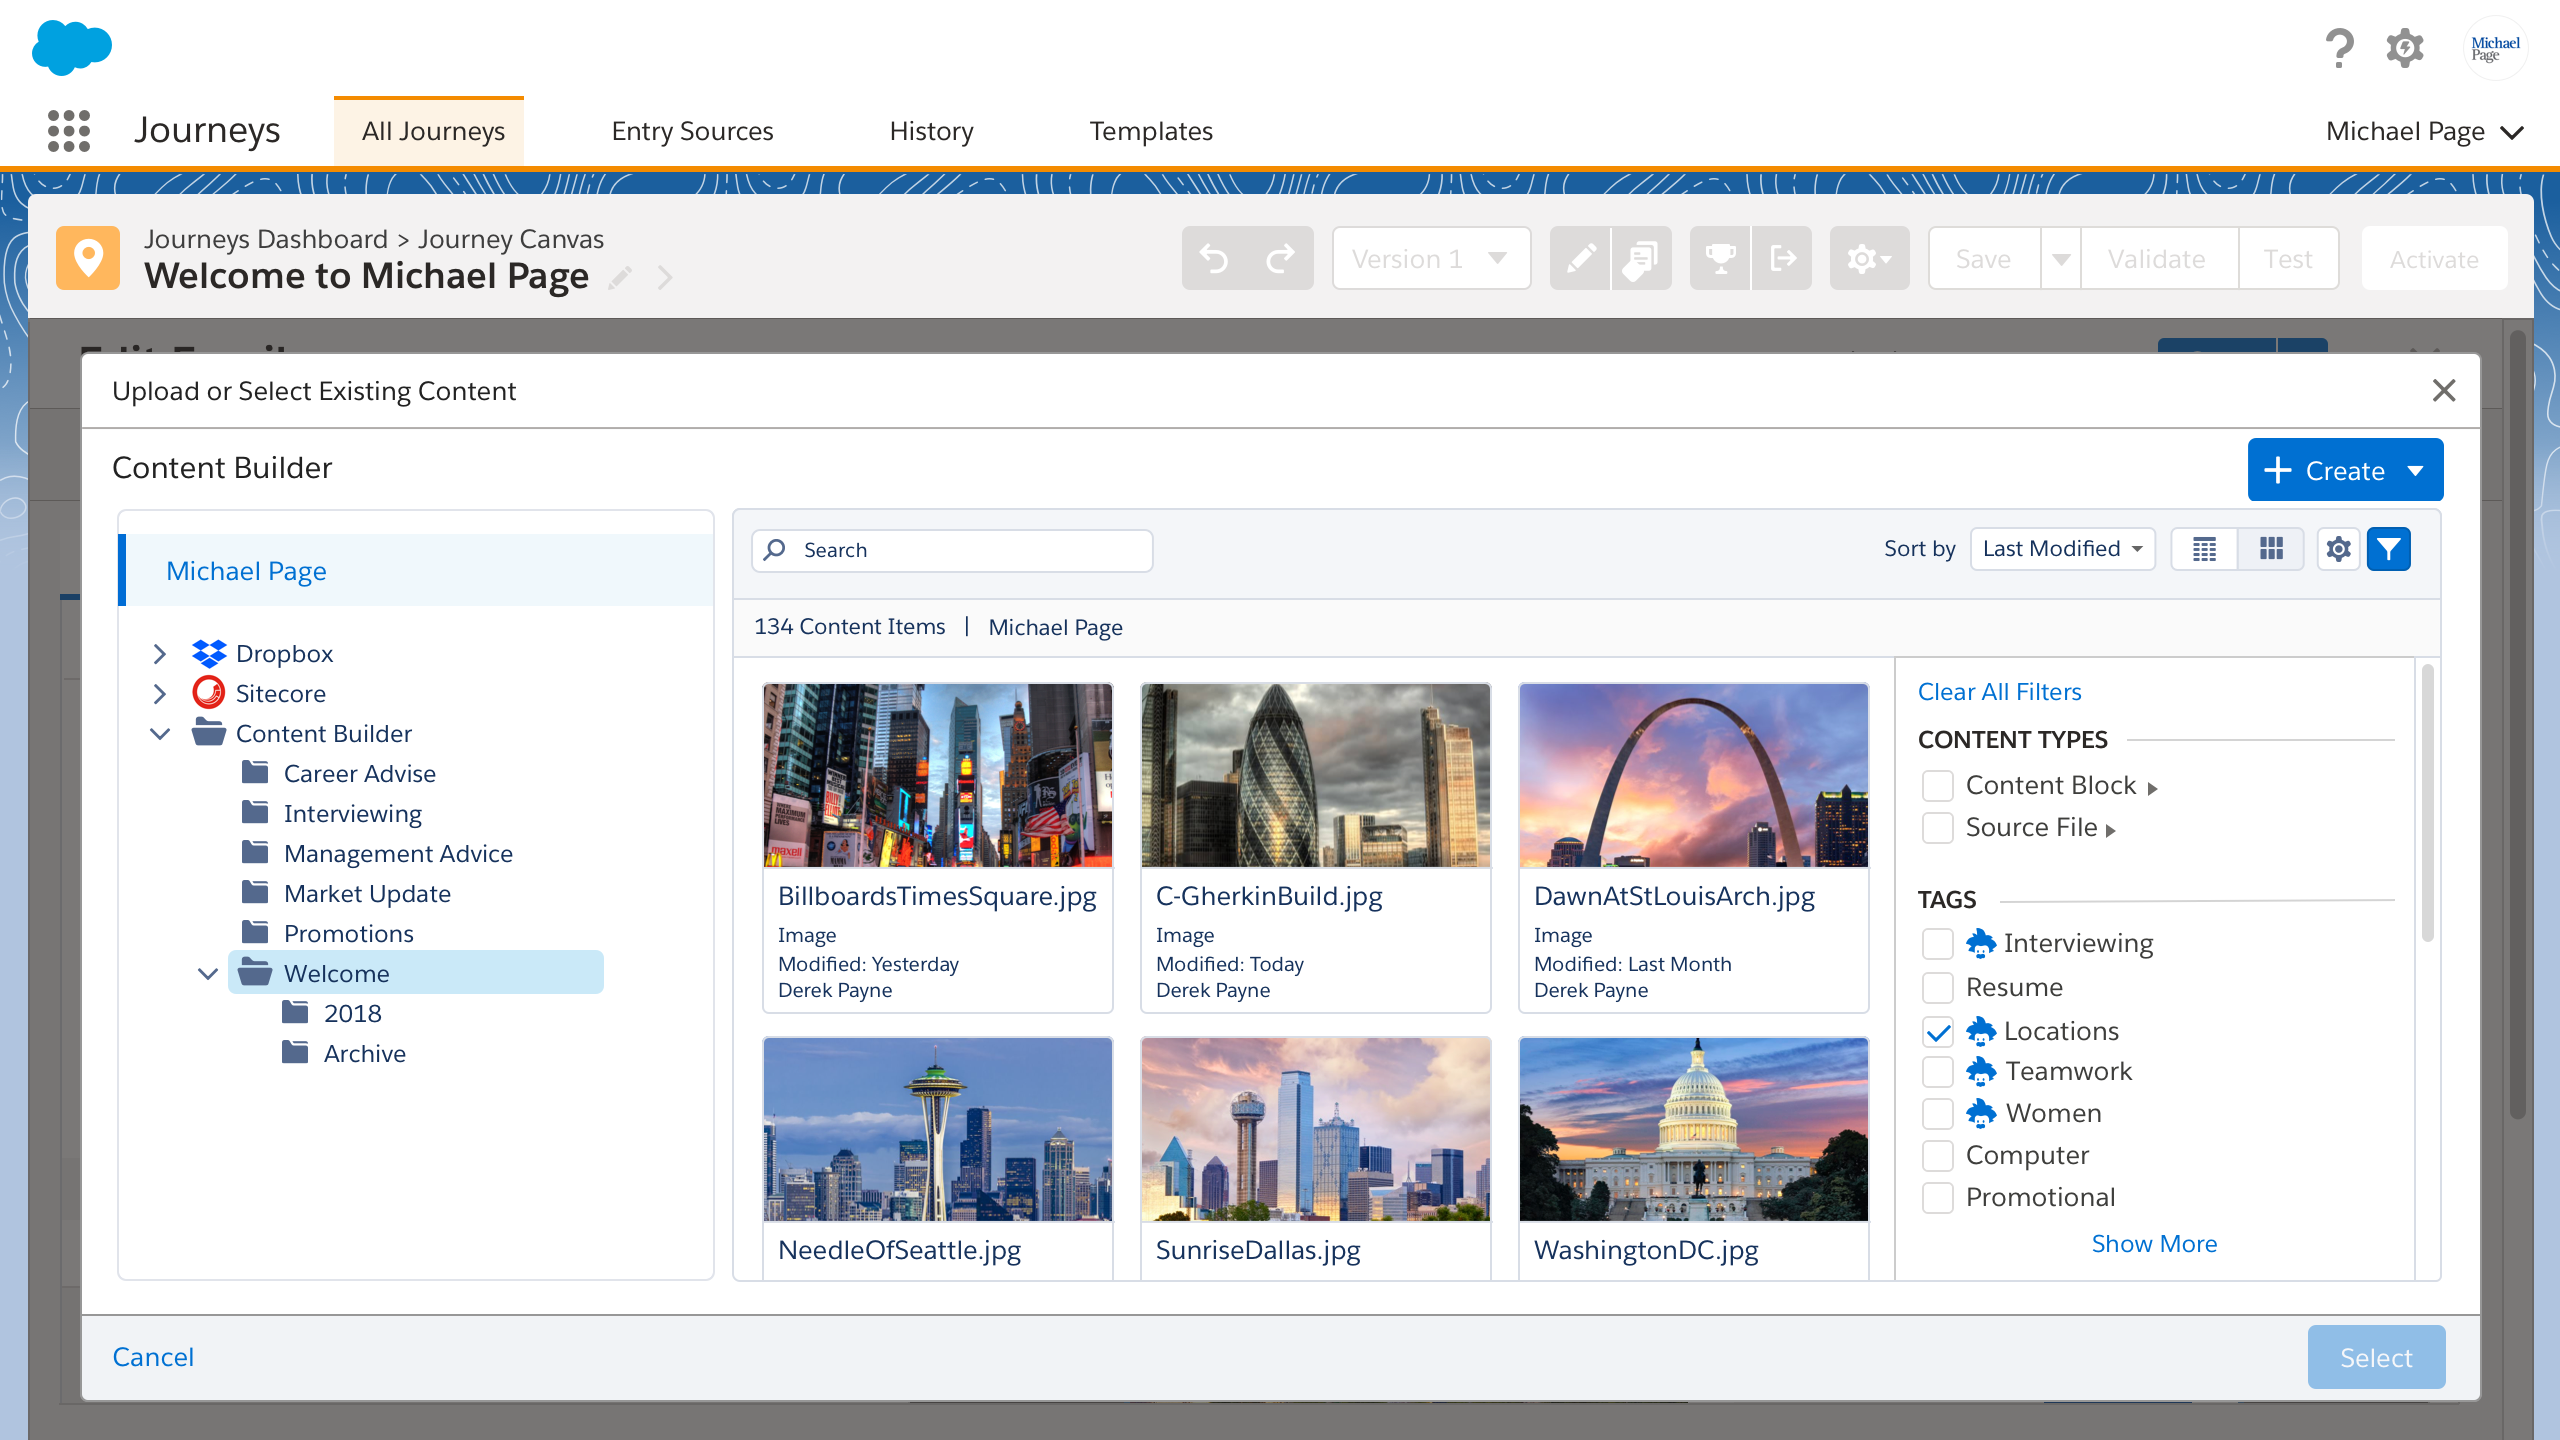 Michael
Page
Journeys
All Journeys
Entry Sources
History
Templates
Michael Page
Journeys Dashboard > Journey Canvas
Welcome to Michael Page
Version 1
Save
Validate
Test
Activate
Upload or Select Existing Content
Content Builder
Create
Michael Page
Dropbox
Sitecore
Content Builder
Career Advise
Interviewing
Management Advice
Market Update
Promotions
Welcome
2018
Archive
Search
Sort by
Last Modified
134 Content Items | Michael Page
BillboardsTimesSquare.jpg
Image
Modified: Yesterday
Derek Payne
C-GherkinBuild.jpg
Image
Modified: Today
Derek Payne
DawnAtStLouisArch.jpg
Image
Modified: Last Month
Derek Payne
NeedleOfSeattle.jpg
SunriseDallas.jpg
WashingtonDC.jpg
Clear All Filters
CONTENT TYPES
Content Block
Source File
TAGS
Interviewing
Resume
Locations
Teamwork
Women
Computer
Promotional
Show More
Cancel
Select